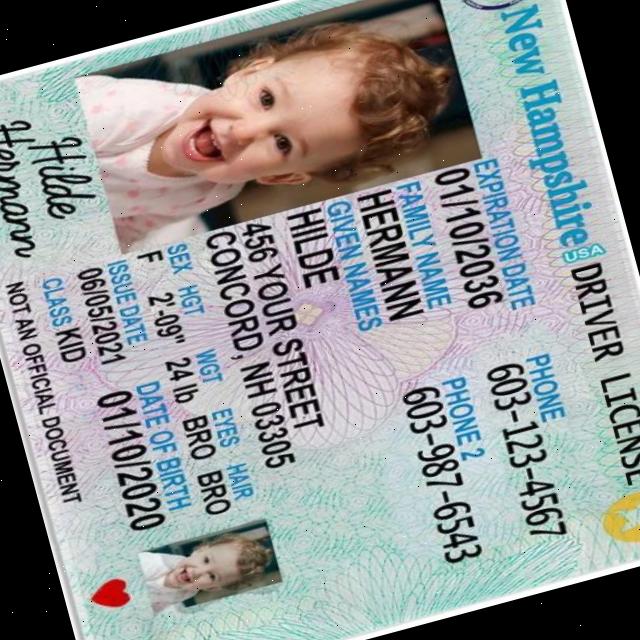 New Hampshire USA DRIVER LICENSE
EXPIRATION DATE
01/10/2036
PHONE
603-123-4567
FAMILY NAME
HERMANN
PHONE 2
603-987-6543
GIVEN NAMES
HILDE
456 YOUR STREET
CONCORD, NH 03305
SEX HGT WGT EYES HAIR
F 2'-09" 24 lb BRO BRO
ISSUE DATE
06/05/2021
DATE OF BIRTH
01/10/2020
CLASS KID
NOT AN OFFICIAL DOCUMENT
Hilde
Hermann